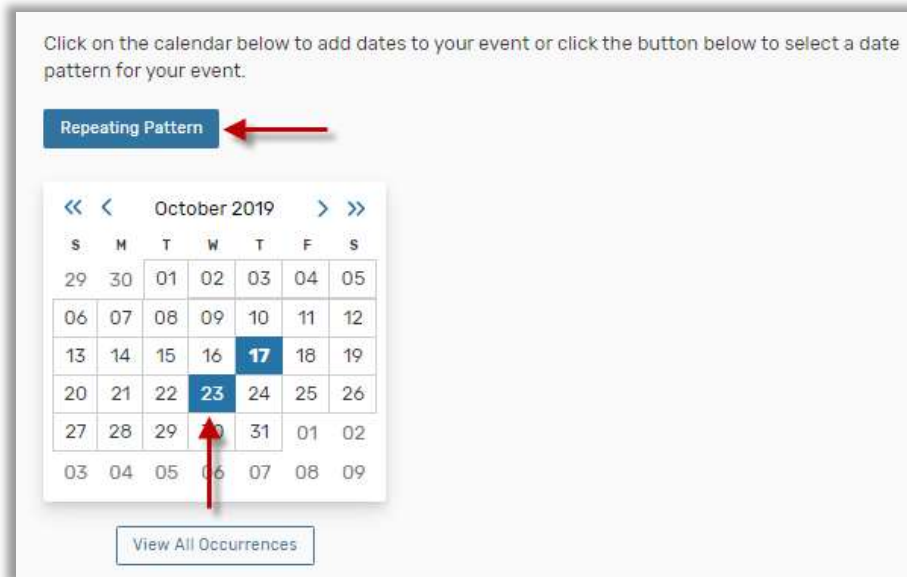 Click on the calendar below to add dates to your event or click the button below to select a date
pattern for your event.
Repeating Pattern
« < October 2019 > »
S M T W T F S
29 30 01 02 03 04 05
06 07 08 09 10 11 12
13 14 15 16 17 18 19
20 21 22 23 24 25 26
27 28 29 30 31 01 02
03 04 05 06 07 08 09
View All Occurrences